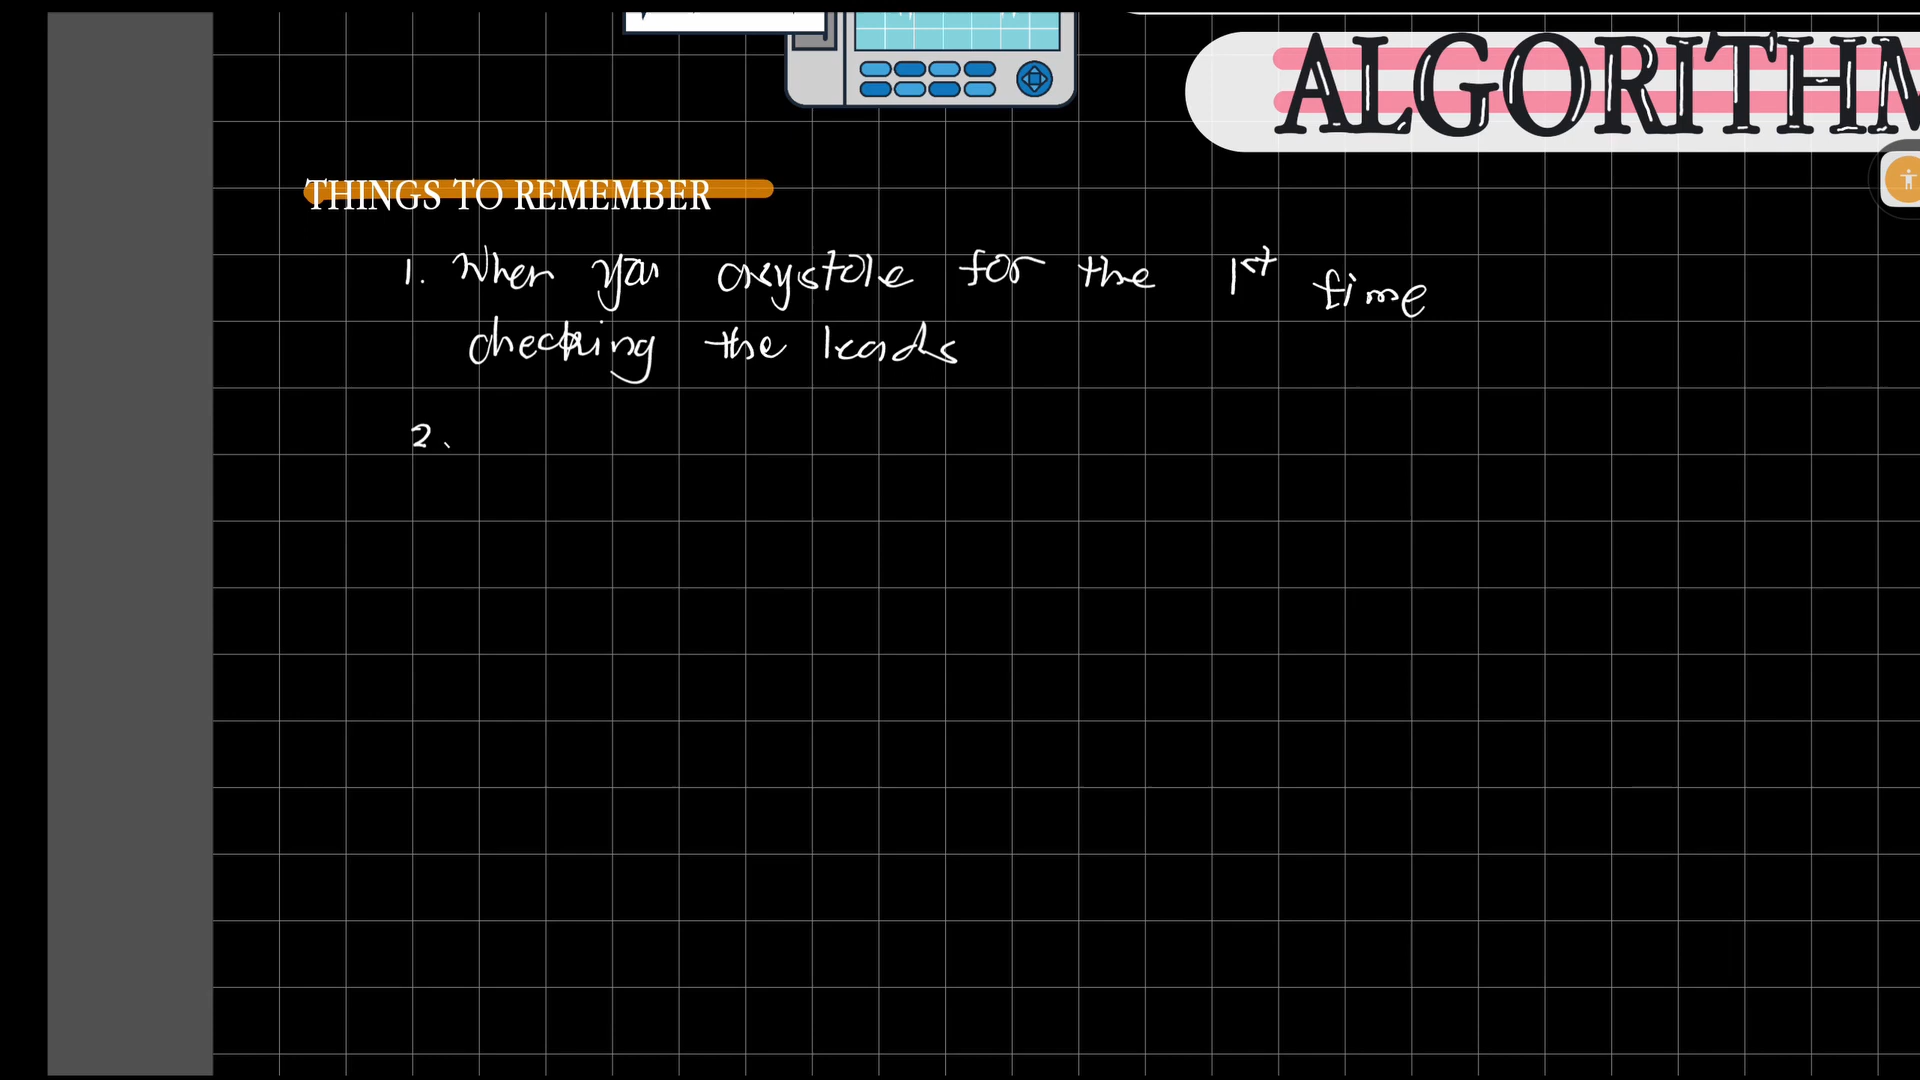 ALGORITHM
THINGS TO REMEMBER
1. When you asystole for the 1st time
checking the leads
2.